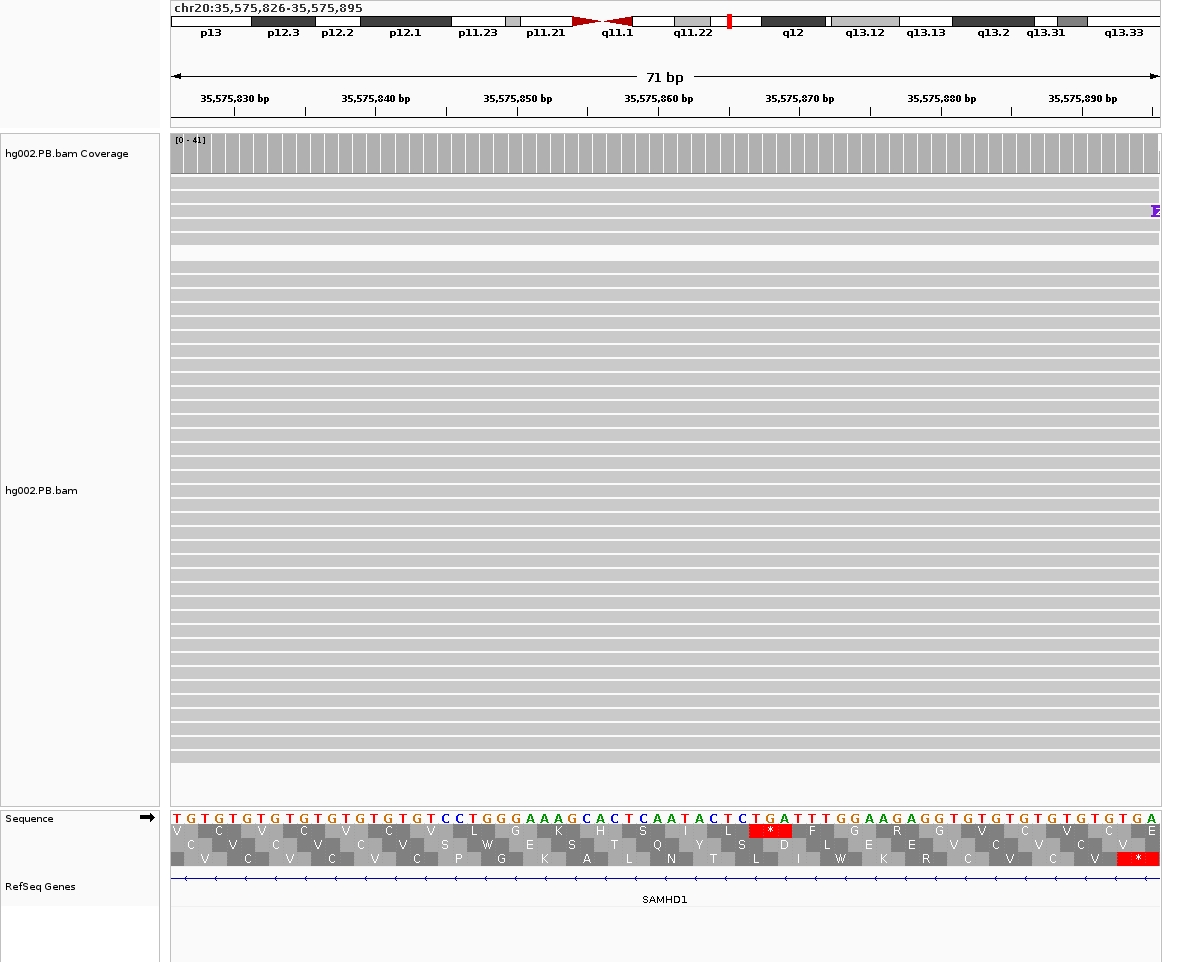 chr20:35,575,826-35,575,895
p13 p12.3 p12.2 p12.1 p11.23 p11.21 q11.1 q11.22 q12 q13.12 q13.13 q13.2 q13.31 q13.33
71 bp
35,575,830 bp 35,575,840 bp 35,575,850 bp 35,575,860 bp 35,575,870 bp 35,575,880 bp 35,575,890 bp
[0 - 41]
hg002.PB.bam Coverage
2
hg002.PB.bam
Sequence
T G T G T G T G T G T G T G T G T G T C C T G G G A A A G C A C T C A A T A C T C T G A T T T G G A A G A G G T G T G T G T G T G T G A
V C V C V C V L G K H S I L * F G R G V C V C E
C V C V C V S W E S T Q Y S D L E E V C V C V
V C V C V C P G K A L N T L I W K R C V C V *
RefSeq Genes
SAMHD1